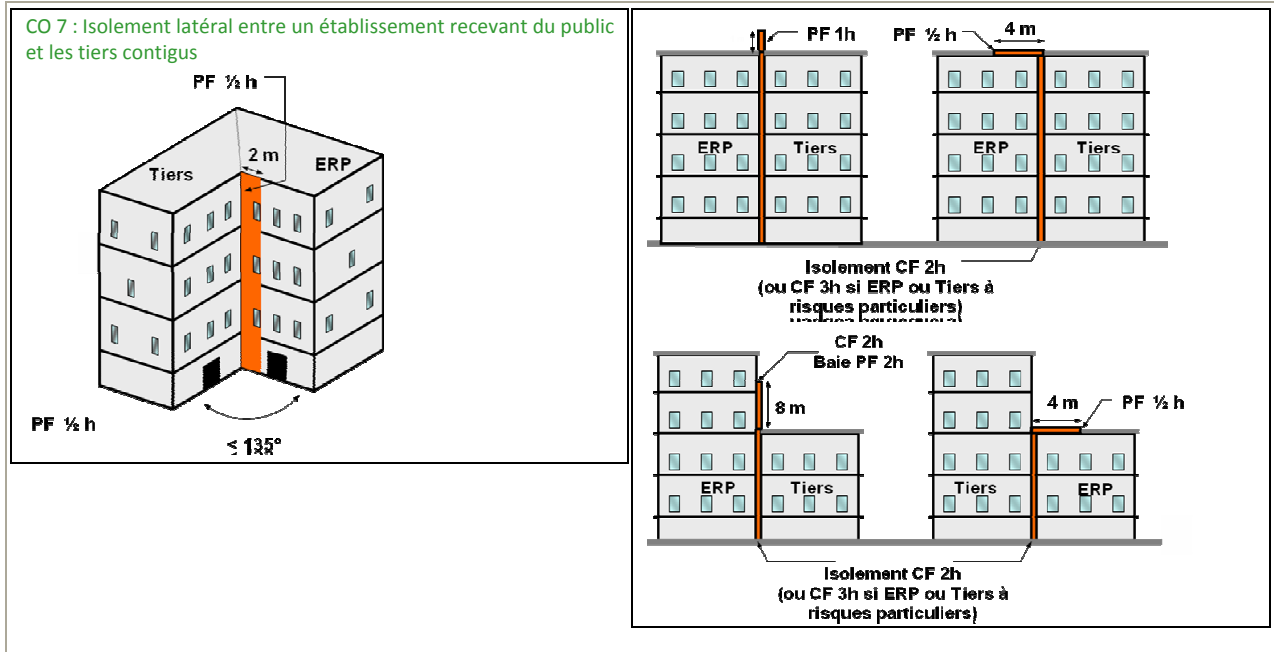 CO 7 : Isolement latéral entre un établissement recevant du public
et les tiers contigus
PF ½ h
2 m
Tiers
ERP
PF ½ h
≤ 135°
PF 1h
PF ½ h
4 m
ERP
Tiers
ERP
Tiers
Isolement CF 2h
(ou CF 3h si ERP ou Tiers à
risques particuliers)
CF 2h
Baie PF 2h
8 m
4 m
PF ½ h
ERP
Tiers
Tiers
ERP
Isolement CF 2h
(ou CF 3h si ERP ou Tiers à
risques particuliers)